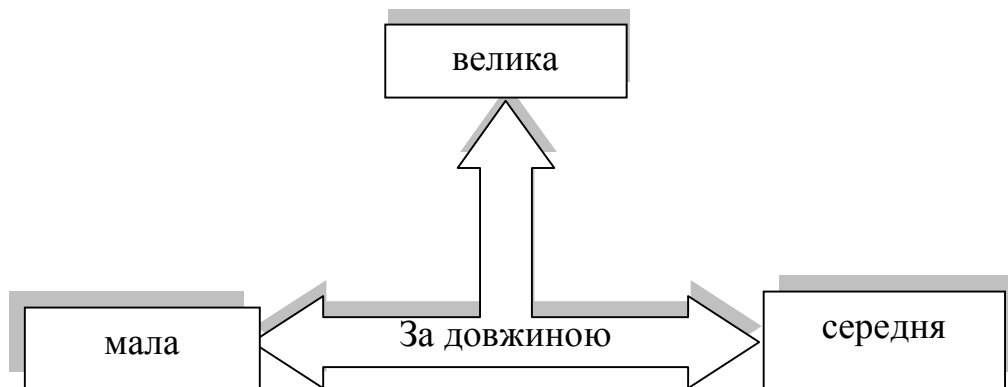 велика
мала
За довжиною
середня